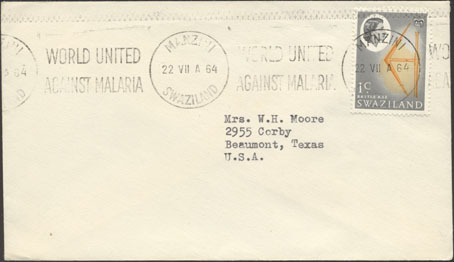 WORLD UNITED
AGAINST MALARIA
MANZINI
22 VII A 64
SWAZILAND
WORLD UNITED
AGAINST MALARIA
MANZINI
22 VII A 64
1c
SWAZILAND
Mrs. W.H. Moore
2955 Corby
Beaumont, Texas
U.S.A.